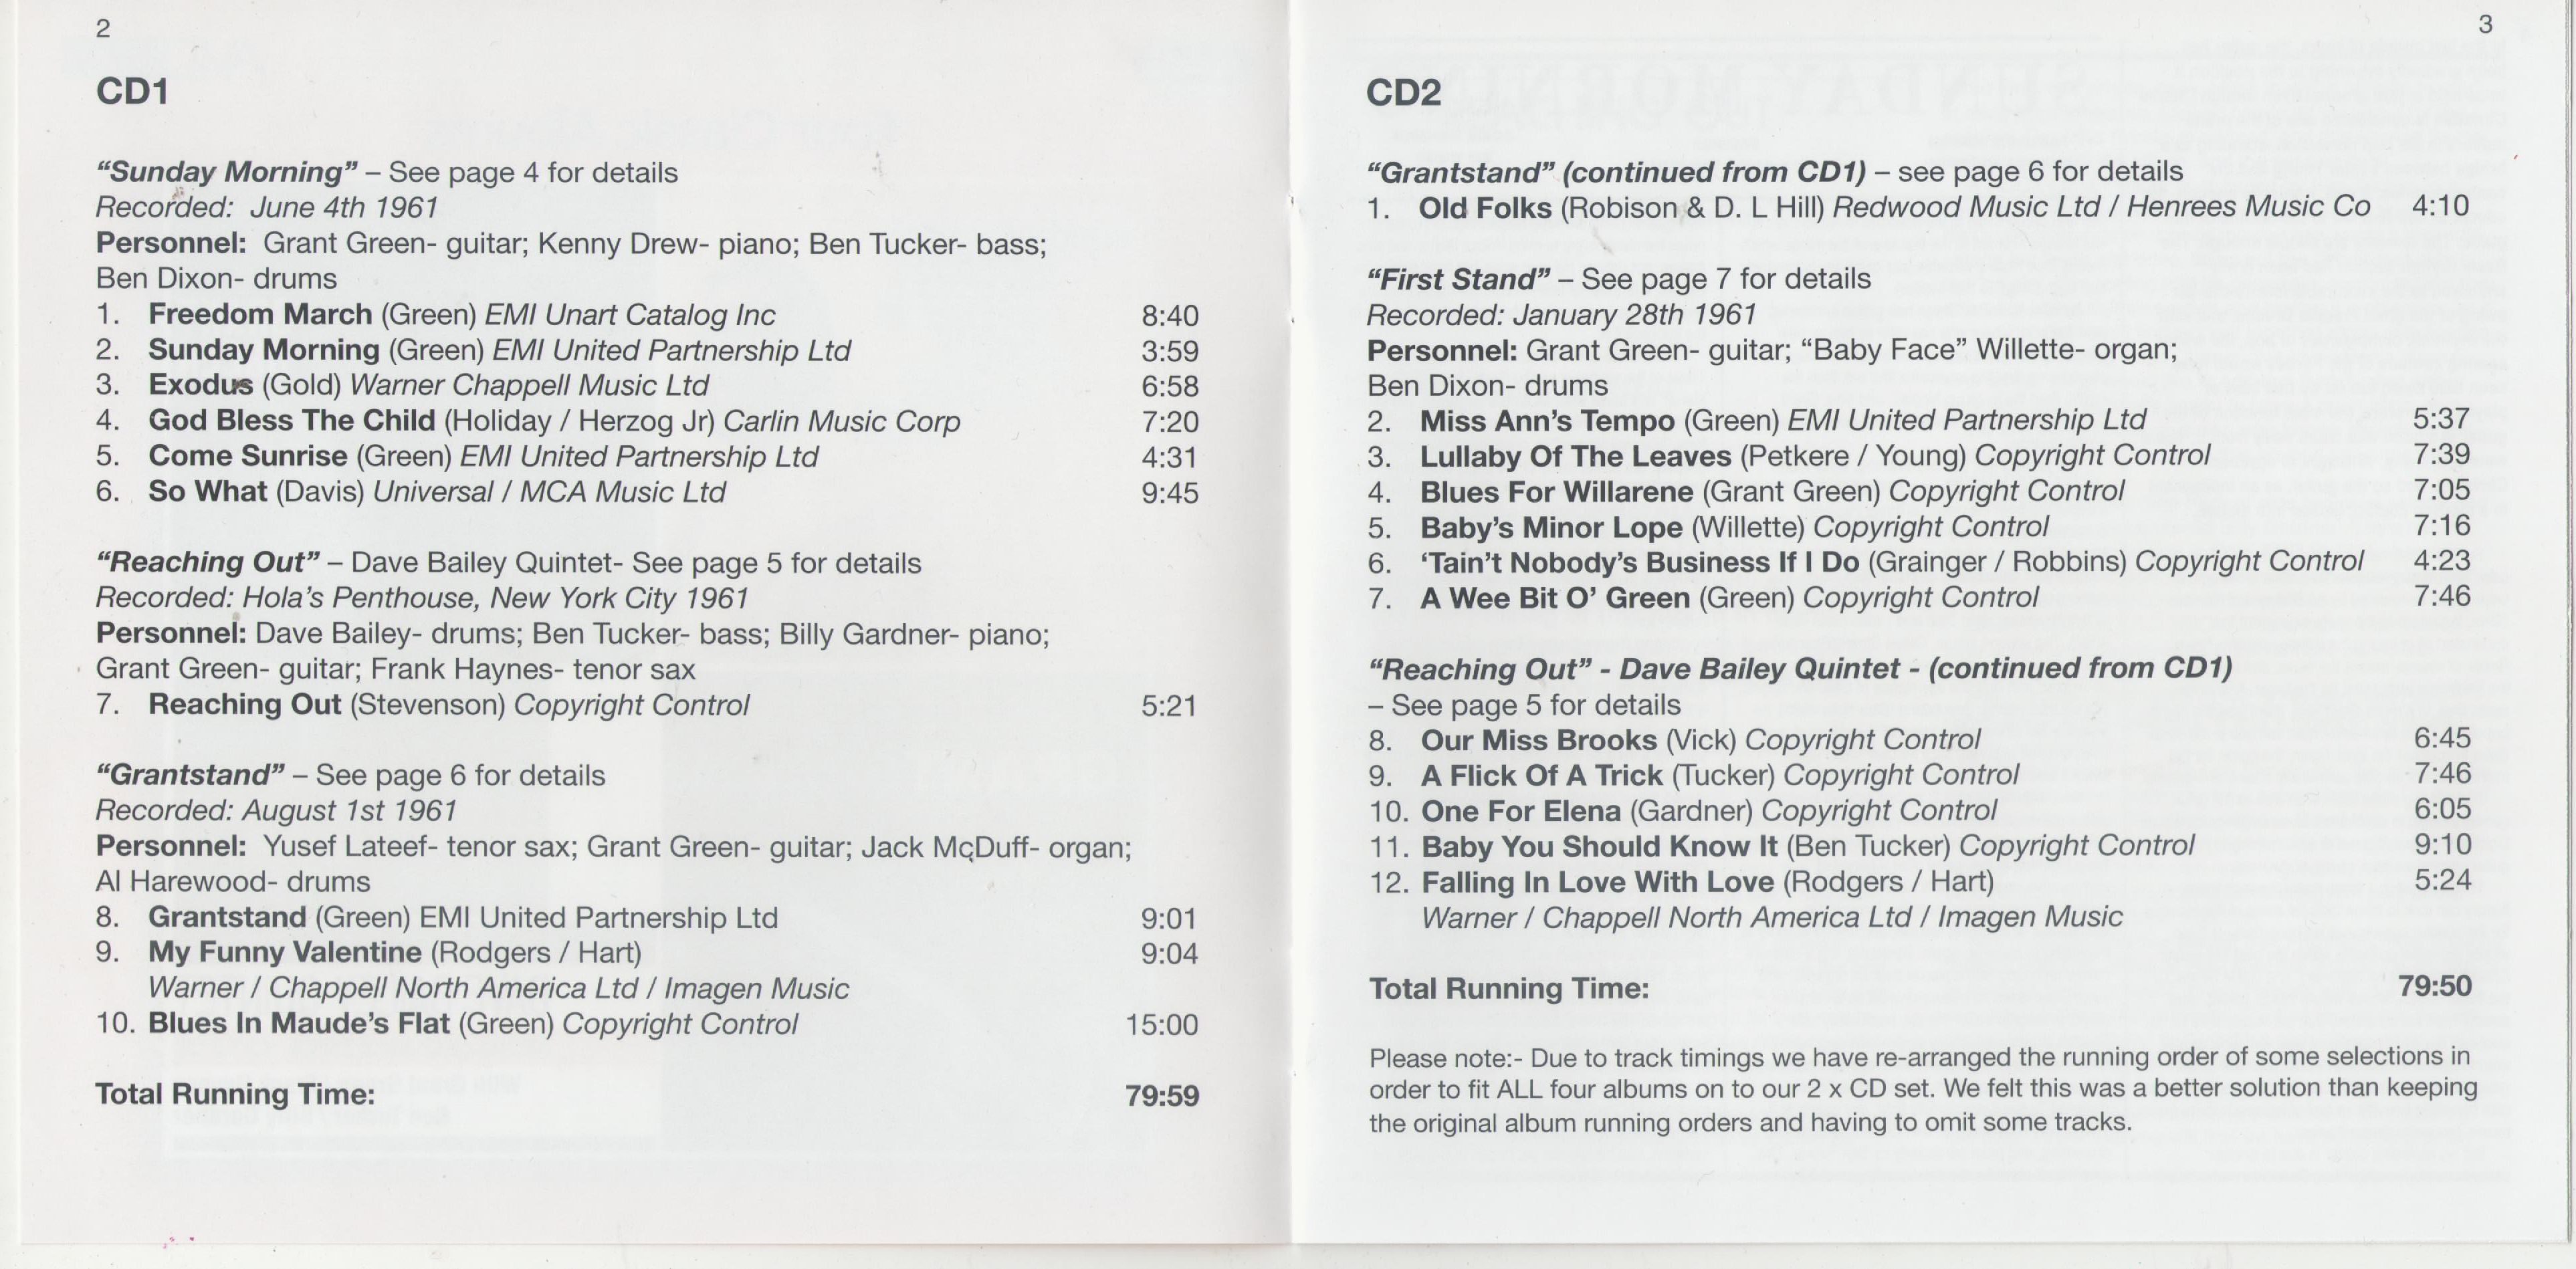 2
CD1
“Sunday Morning” – See page 4 for details
Recorded: June 4th 1961
Personnel: Grant Green- guitar; Kenny Drew- piano; Ben Tucker- bass;
Ben Dixon- drums
1. Freedom March (Green) EMI Unart Catalog Inc 8:40
2. Sunday Morning (Green) EMI United Partnership Ltd 3:59
3. Exodus (Gold) Warner Chappell Music Ltd 6:58
4. God Bless The Child (Holiday / Herzog Jr) Carlin Music Corp 7:20
5. Come Sunrise (Green) EMI United Partnership Ltd 4:31
6. So What (Davis) Universal / MCA Music Ltd 9:45
“Reaching Out” – Dave Bailey Quintet- See page 5 for details
Recorded: Hola’s Penthouse, New York City 1961
Personnel: Dave Bailey- drums; Ben Tucker- bass; Billy Gardner- piano;
Grant Green- guitar; Frank Haynes- tenor sax
7. Reaching Out (Stevenson) Copyright Control 5:21
“Grantstand” – See page 6 for details
Recorded: August 1st 1961
Personnel: Yusef Lateef- tenor sax; Grant Green- guitar; Jack McDuff- organ;
Al Harewood- drums
8. Grantstand (Green) EMI United Partnership Ltd 9:01
9. My Funny Valentine (Rodgers / Hart) 9:04
Warner / Chappell North America Ltd / Imagen Music
10. Blues In Maude’s Flat (Green) Copyright Control 15:00
Total Running Time: 79:59
3
CD2
“Grantstand” (continued from CD1) – see page 6 for details
1. Old Folks (Robison & D. L Hill) Redwood Music Ltd / Henrees Music Co 4:10
“First Stand” – See page 7 for details
Recorded: January 28th 1961
Personnel: Grant Green- guitar; “Baby Face” Willette- organ;
Ben Dixon- drums
2. Miss Ann’s Tempo (Green) EMI United Partnership Ltd 5:37
3. Lullaby Of The Leaves (Petkere / Young) Copyright Control 7:39
4. Blues For Willarene (Grant Green) Copyright Control 7:05
5. Baby’s Minor Lope (Willette) Copyright Control 7:16
6. ‘Tain’t Nobody’s Business If I Do (Grainger / Robbins) Copyright Control 4:23
7. A Wee Bit O’ Green (Green) Copyright Control 7:46
“Reaching Out” - Dave Bailey Quintet - (continued from CD1)
– See page 5 for details
8. Our Miss Brooks (Vick) Copyright Control 6:45
9. A Flick Of A Trick (Tucker) Copyright Control 7:46
10. One For Elena (Gardner) Copyright Control 6:05
11. Baby You Should Know It (Ben Tucker) Copyright Control 9:10
12. Falling In Love With Love (Rodgers / Hart) 5:24
Warner / Chappell North America Ltd / Imagen Music
Total Running Time: 79:50
Please note:- Due to track timings we have re-arranged the running order of some selections in
order to fit ALL four albums on to our 2 x CD set. We felt this was a better solution than keeping
the original album running orders and having to omit some tracks.